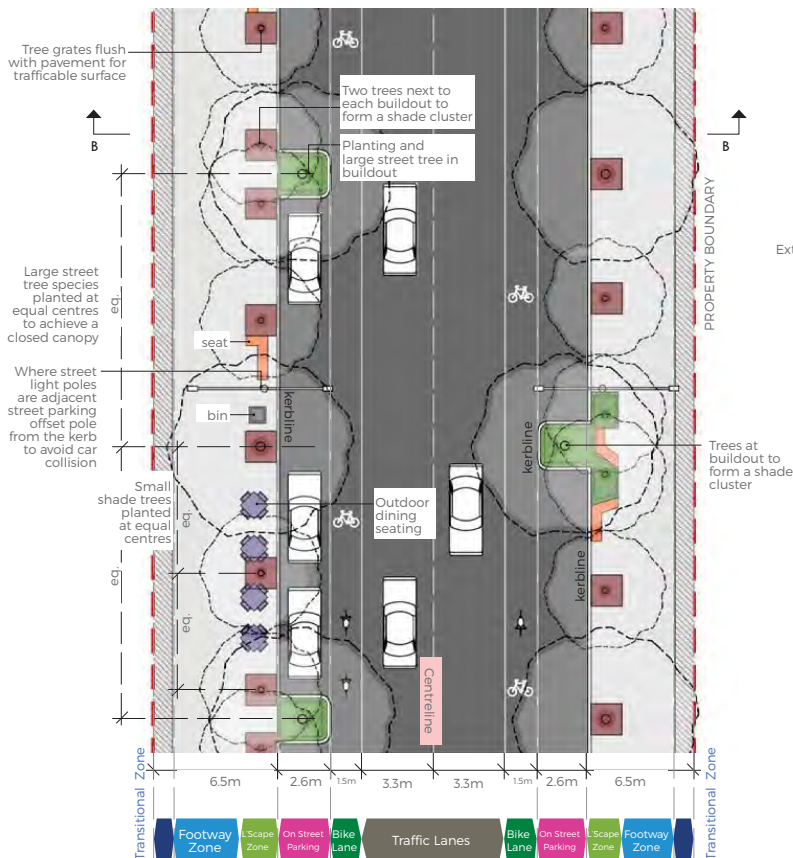 Tree grates flush
with pavement for
trafficable surface
Two trees next to
each buildout to
form a shade cluster
B
B
Planting and
large street tree in
buildout
PROPERTY BOUNDARY
Ext
Large street
tree species
planted at
equal centres
to achieve a
closed canopy
eq.
seat
Where street
light poles
are adjacent
street parking
offset pole
from the kerb
to avoid car
collision
bin
kerbline
kerbline
Trees at
buildout to
form a shade
cluster
Small
shade trees
planted
at equal
centres
eq.
Outdoor
dining
seating
kerbline
eq.
eq.
Centreline
Transitional Zone
6.5m
2.6m
1.5m
3.3m
3.3m
1.5m
2.6m
6.5m
Transitional Zone
Footway
Zone
L'Scape
Zone
On Street
Parking
Bike
Lane
Traffic Lanes
Bike
Lane
On Street
Parking
L'Scape
Zone
Footway
Zone